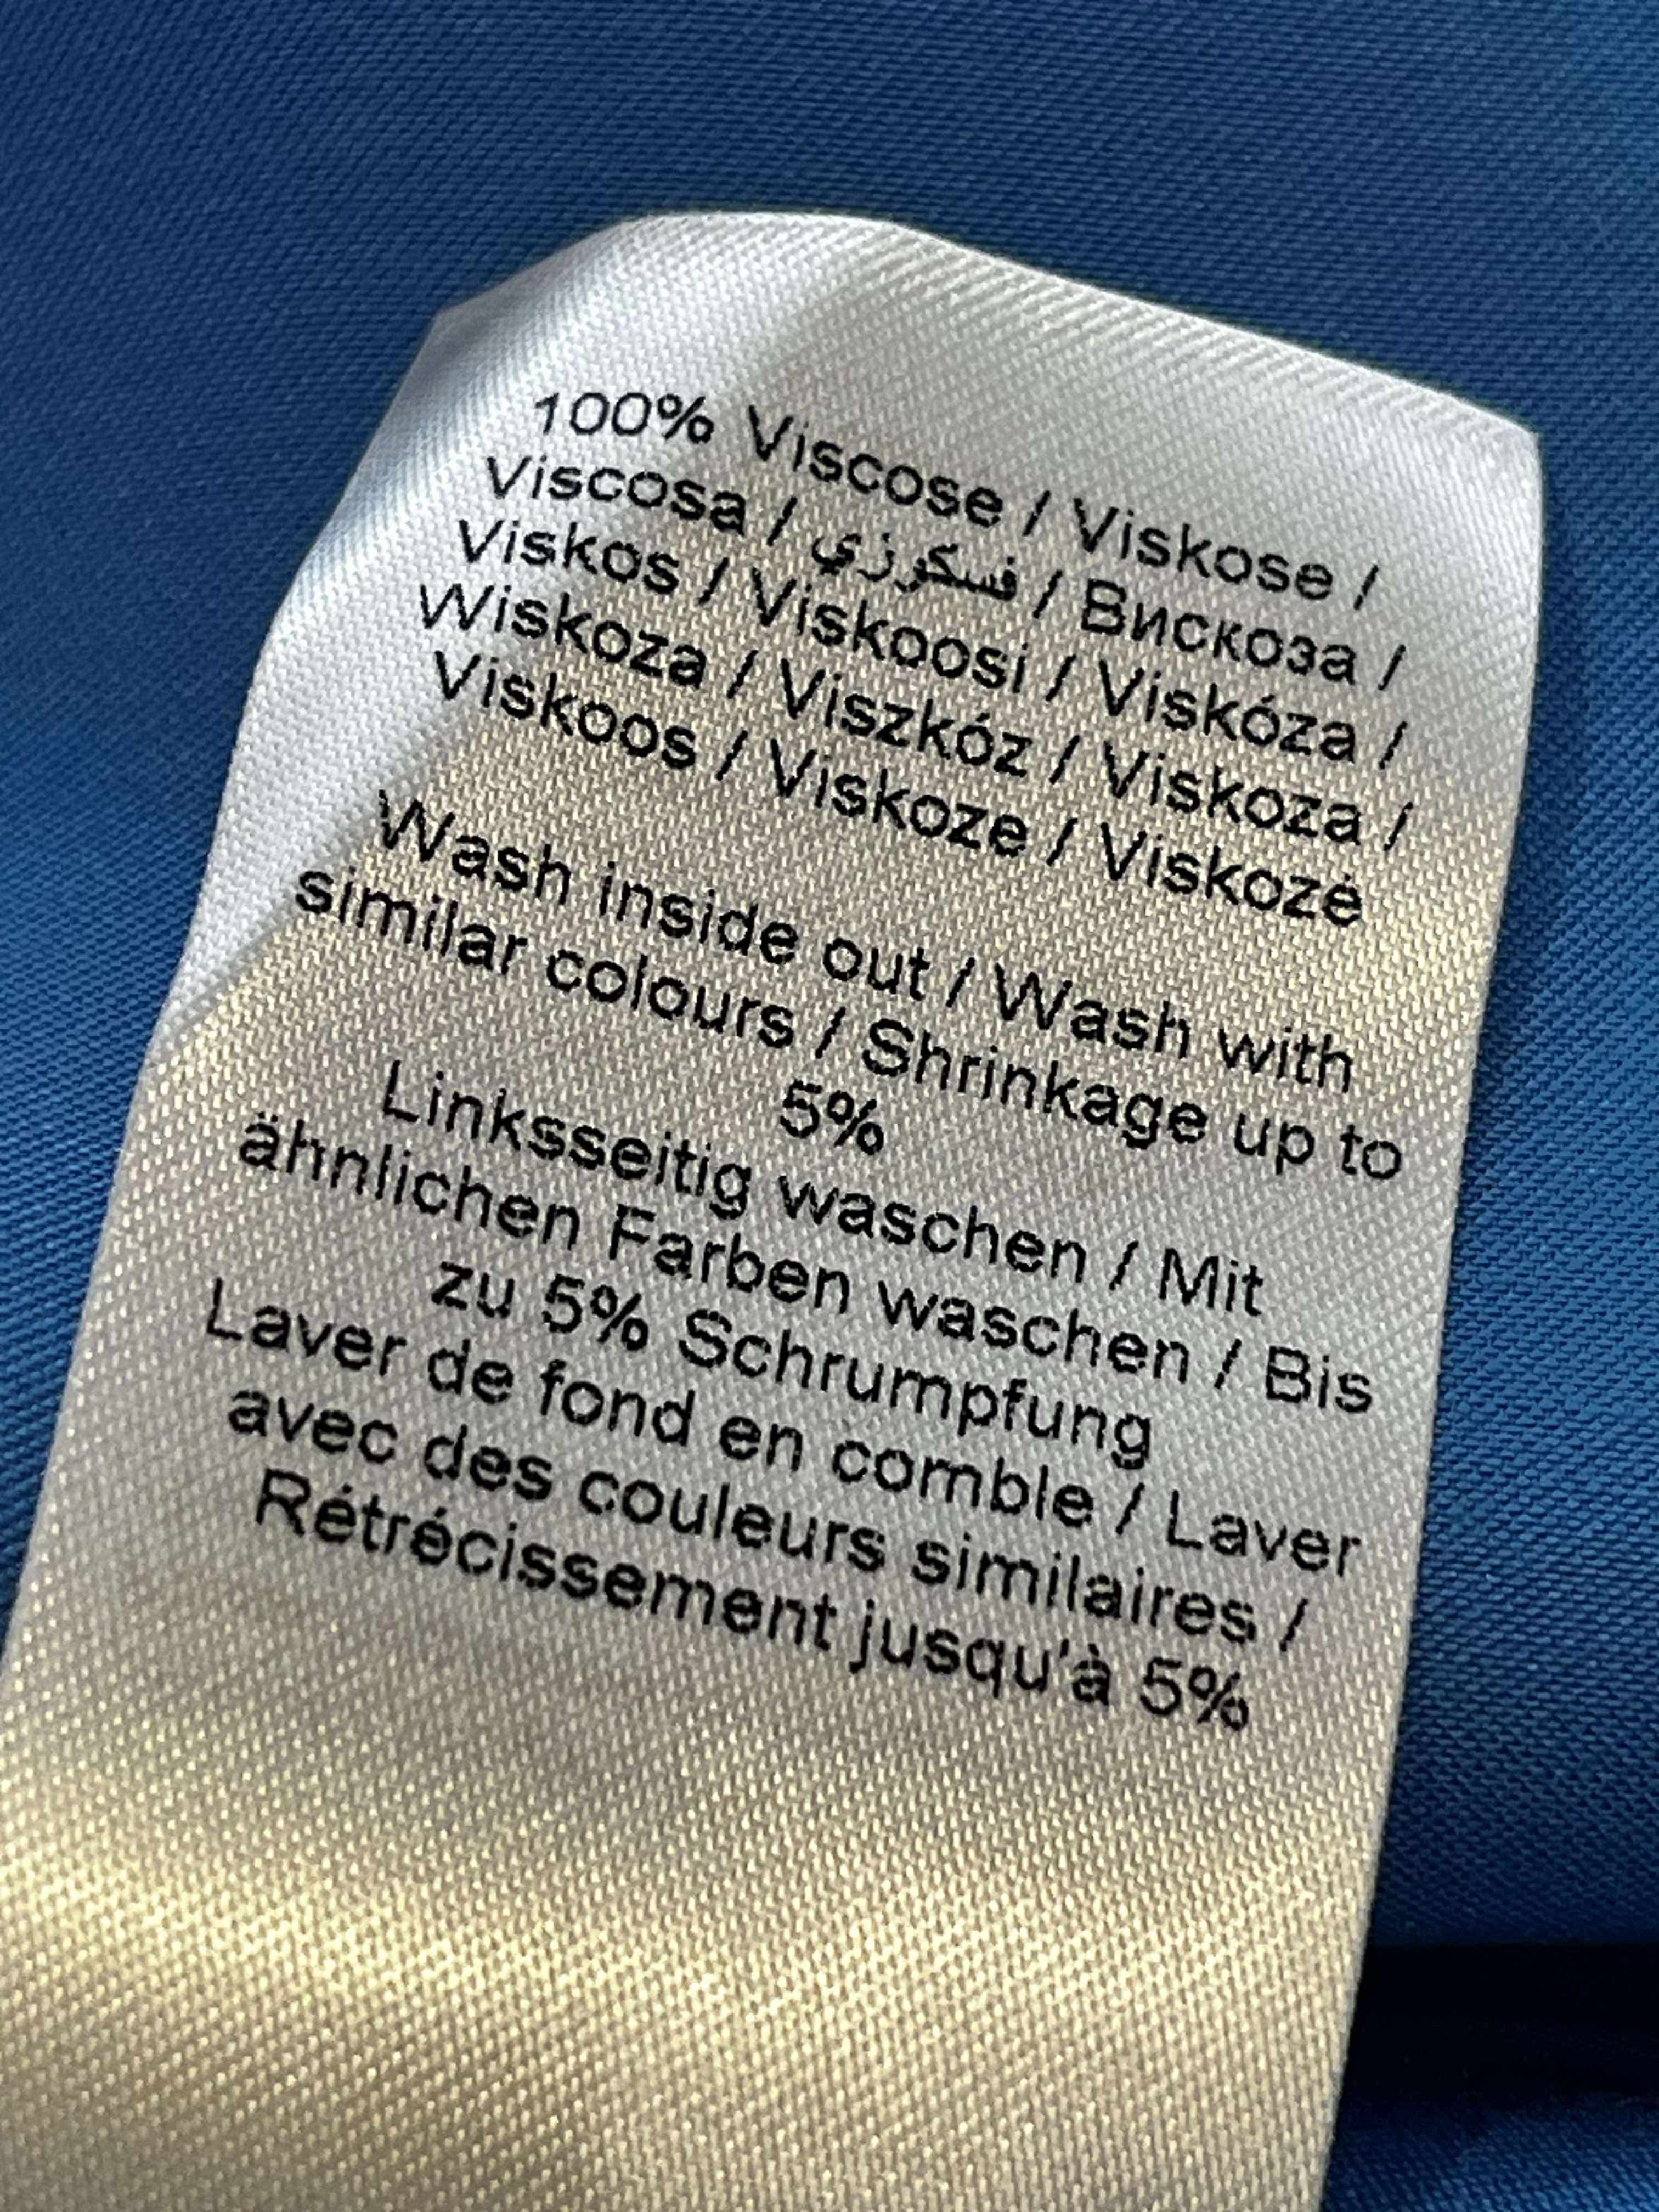 100% Viscose / Viskose /
Viscosa / فسكوزي / Вискоза /
Viskos / Viskoosi / Viskóza /
Wiskoza / Viszkóz / Viskoza /
Viskoos / Viskoze / Viskozė
Wash inside out / Wash with
similar colours / Shrinkage up to
5%
Linksseitig waschen / Mit
ähnlichen Farben waschen / Bis
zu 5% Schrumpfung
Laver de fond en comble / Laver
avec des couleurs similaires /
Rétrécissement jusqu'à 5%